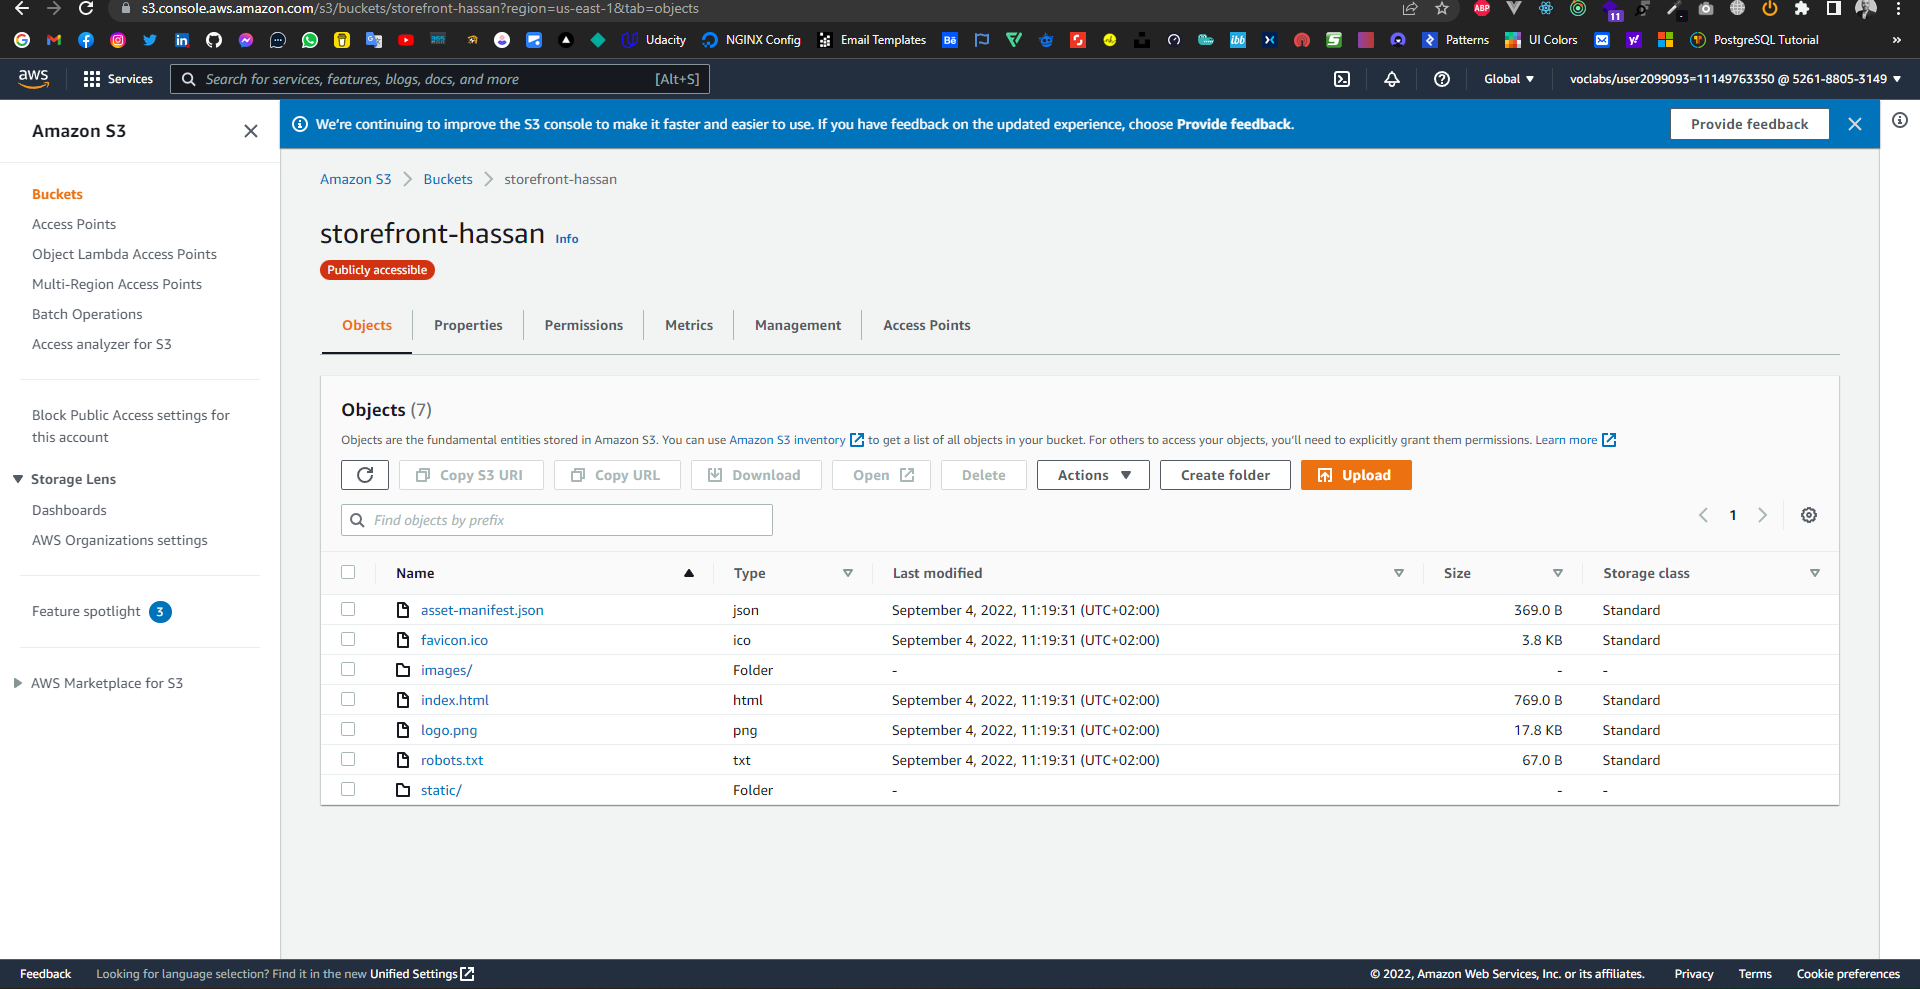 s3.console.aws.amazon.com/s3/buckets/storefront-hassan?region=us-east-1&tab=objects
ABP
11
Udacity
NGINX Config
Email Templates
Bē
ibb
Patterns
UI Colors
PostgreSQL Tutorial
»
aws
Services
Search for services, features, blogs, docs, and more
[Alt+S]
Global
voclabs/user2099093=11149763350 @ 5261-8805-3149
Amazon S3
Buckets
Access Points
Object Lambda Access Points
Multi-Region Access Points
Batch Operations
Access analyzer for S3
Block Public Access settings for
this account
Storage Lens
Dashboards
AWS Organizations settings
Feature spotlight 3
AWS Marketplace for S3
We're continuing to improve the S3 console to make it faster and easier to use. If you have feedback on the updated experience, choose Provide feedback.
Provide feedback
Amazon S3 > Buckets > storefront-hassan
storefront-hassan Info
Publicly accessible
Objects Properties Permissions Metrics Management Access Points
Objects (7)
Objects are the fundamental entities stored in Amazon S3. You can use Amazon S3 inventory to get a list of all objects in your bucket. For others to access your objects, you'll need to explicitly grant them permissions. Learn more
Copy S3 URI Copy URL Download Open Delete Actions Create folder Upload
Find objects by prefix
1
Name Type Last modified Size Storage class
asset-manifest.json json September 4, 2022, 11:19:31 (UTC+02:00) 369.0 B Standard
favicon.ico ico September 4, 2022, 11:19:31 (UTC+02:00) 3.8 KB Standard
images/ Folder - - -
index.html html September 4, 2022, 11:19:31 (UTC+02:00) 769.0 B Standard
logo.png png September 4, 2022, 11:19:31 (UTC+02:00) 17.8 KB Standard
robots.txt txt September 4, 2022, 11:19:31 (UTC+02:00) 67.0 B Standard
static/ Folder - - -
Feedback Looking for language selection? Find it in the new Unified Settings
© 2022, Amazon Web Services, Inc. or its affiliates. Privacy Terms Cookie preferences